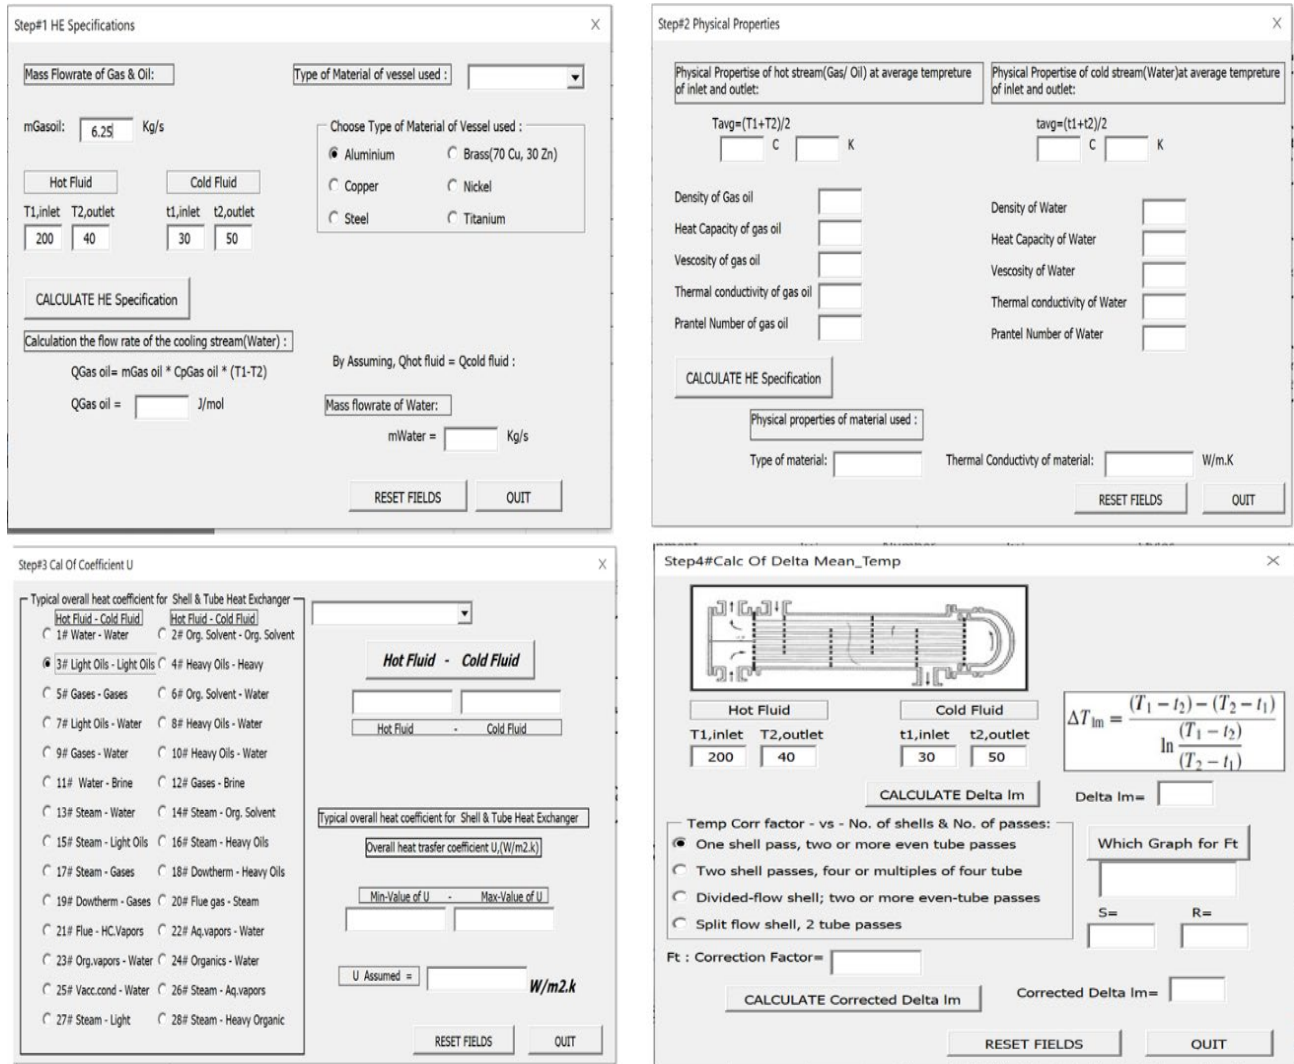 Step#1 HE Specifications
X
Mass Flowrate of Gas & Oil:
Type of Material of vessel used :
mGasoil:
6.25
Kg/s
Choose Type of Material of Vessel used :
Aluminium
Brass(70 Cu, 30 Zn)
Copper
Nickel
Steel
Titanium
Hot Fluid
Cold Fluid
T1,inlet T2,outlet
t1,inlet t2,outlet
200 40
30 50
CALCULATE HE Specification
Calculation the flow rate of the cooling stream(Water) :
QGas oil= mGas oil * CpGas oil * (T1-T2)
By Assuming, Qhot fluid = Qcold fluid :
QGas oil =
J/mol
Mass flowrate of Water:
mWater =
Kg/s
RESET FIELDS
QUIT
Step#2 Physical Properties
X
Physical Propertise of hot stream(Gas/ Oil) at average tempreture
of inlet and outlet:
Physical Propertise of cold stream(Water)at average tempreture
of inlet and outlet:
Tavg=(T1+T2)/2
C
K
tavg=(t1+t2)/2
C
K
Density of Gas oil
Heat Capacity of gas oil
Vescosity of gas oil
Thermal conductivity of gas oil
Prantel Number of gas oil
Density of Water
Heat Capacity of Water
Vescosity of Water
Thermal conductivity of Water
Prantel Number of Water
CALCULATE HE Specification
Physical properties of material used :
Type of material:
Thermal Conductivty of material:
W/m.K
RESET FIELDS
QUIT
Step#3 Cal Of Coefficient U
X
Typical overall heat coefficient for Shell & Tube Heat Exchanger
Hot Fluid - Cold Fluid
Hot Fluid - Cold Fluid
1# Water - Water
2# Org. Solvent - Org. Solvent
3# Light Oils - Light Oils
4# Heavy Oils - Heavy
5# Gases - Gases
6# Org. Solvent - Water
7# Light Oils - Water
8# Heavy Oils - Water
9# Gases - Water
10# Heavy Oils - Water
11# Water - Brine
12# Gases - Brine
13# Steam - Water
14# Steam - Org. Solvent
15# Steam - Light Oils
16# Steam - Heavy Oils
17# Steam - Gases
18# Dowtherm - Heavy Oils
19# Dowtherm - Gases
20# Flue gas - Steam
21# Flue - HC.Vapors
22# Aq.vapors - Water
23# Org.vapors - Water
24# Organics - Water
25# Vacc.cond - Water
26# Steam - Aq.vapors
27# Steam - Light
28# Steam - Heavy Organic
Hot Fluid - Cold Fluid
Hot Fluid - Cold Fluid
Typical overall heat coefficient for Shell & Tube Heat Exchanger
Overall heat trasfer coefficient U,(W/m2.k)
Min-Value of U - Max-Value of U
U Assumed =
W/m2.k
RESET FIELDS
QUIT
Step4#Calc Of Delta Mean_Temp
X
Hot Fluid
Cold Fluid
T1,inlet T2,outlet
t1,inlet t2,outlet
200 40
30 50
ΔTlm = (T1 − t2) − (T2 − t1)
ln (T1 − t2)
(T2 − t1)
CALCULATE Delta lm
Delta lm=
Temp Corr factor - vs - No. of shells & No. of passes:
One shell pass, two or more even tube passes
Two shell passes, four or multiples of four tube
Divided-flow shell; two or more even-tube passes
Split flow shell, 2 tube passes
Which Graph for Ft
S=
R=
Ft : Correction Factor=
CALCULATE Corrected Delta lm
Corrected Delta lm=
RESET FIELDS
QUIT